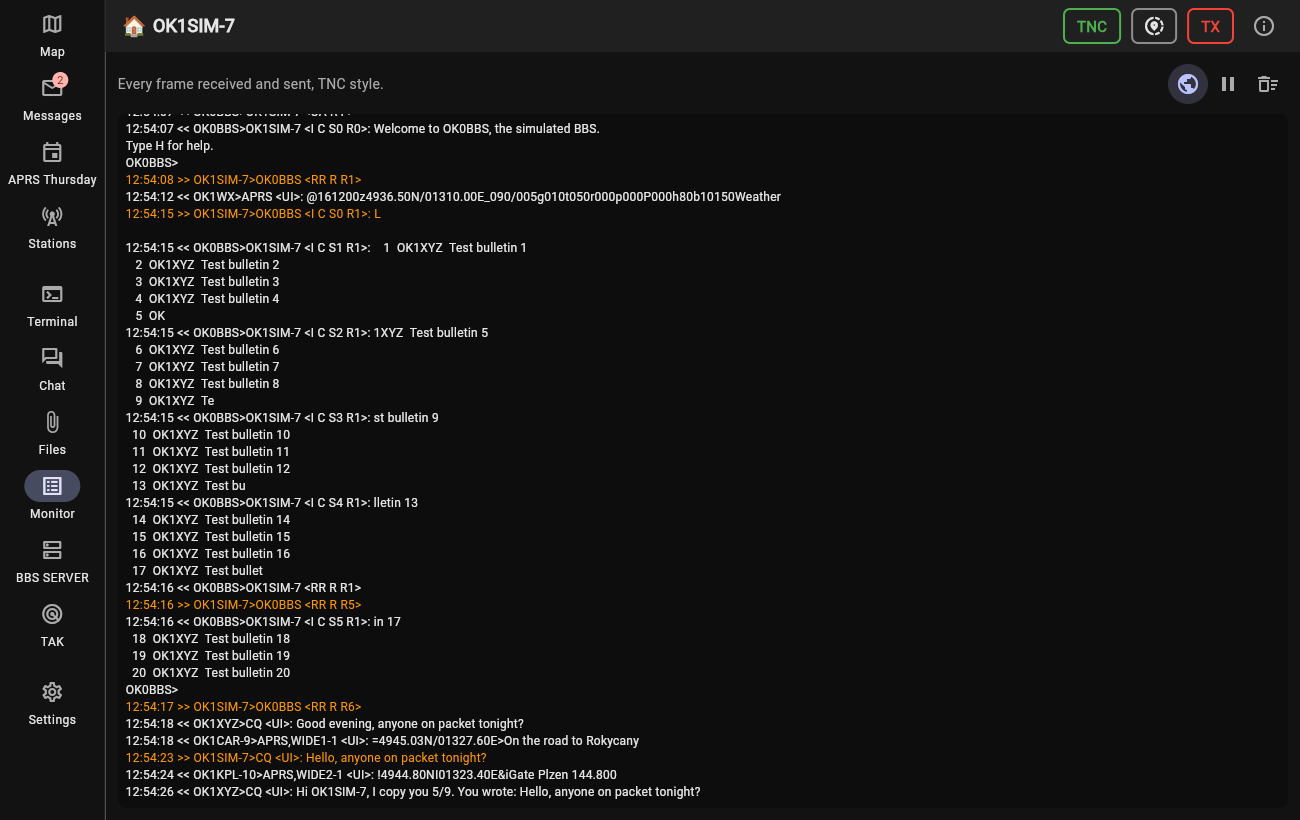 Map
2
Messages
APRS Thursday
Stations
Terminal
Chat
Files
Monitor
BBS SERVER
TAK
Settings
OK1SIM-7
TNC
TX
Every frame received and sent, TNC style.
12:54:07 << OK0BBS>OK1SIM-7 <I C S0 R0>: Welcome to OK0BBS, the simulated BBS.
Type H for help.
OK0BBS>
12:54:08 >> OK1SIM-7>OK0BBS <RR R R1>
12:54:12 << OK1WX>APRS <UI>: @161200z4936.50N/01310.00E_090/005g010t050r000p000P000h80b10150Weather
12:54:15 >> OK1SIM-7>OK0BBS <I C S0 R1>: L
12:54:15 << OK0BBS>OK1SIM-7 <I C S1 R1>:    1  OK1XYZ  Test bulletin 1
2  OK1XYZ  Test bulletin 2
3  OK1XYZ  Test bulletin 3
4  OK1XYZ  Test bulletin 4
5  OK
12:54:15 << OK0BBS>OK1SIM-7 <I C S2 R1>: 1XYZ  Test bulletin 5
6  OK1XYZ  Test bulletin 6
7  OK1XYZ  Test bulletin 7
8  OK1XYZ  Test bulletin 8
9  OK1XYZ  Te
12:54:15 << OK0BBS>OK1SIM-7 <I C S3 R1>: st bulletin 9
10  OK1XYZ  Test bulletin 10
11  OK1XYZ  Test bulletin 11
12  OK1XYZ  Test bulletin 12
13  OK1XYZ  Test bu
12:54:15 << OK0BBS>OK1SIM-7 <I C S4 R1>: lletin 13
14  OK1XYZ  Test bulletin 14
15  OK1XYZ  Test bulletin 15
16  OK1XYZ  Test bulletin 16
17  OK1XYZ  Test bullet
12:54:16 << OK0BBS>OK1SIM-7 <RR R R1>
12:54:16 >> OK1SIM-7>OK0BBS <RR R R5>
12:54:16 << OK0BBS>OK1SIM-7 <I C S5 R1>: in 17
18  OK1XYZ  Test bulletin 18
19  OK1XYZ  Test bulletin 19
20  OK1XYZ  Test bulletin 20
OK0BBS>
12:54:17 >> OK1SIM-7>OK0BBS <RR R R6>
12:54:18 << OK1XYZ>CQ <UI>: Good evening, anyone on packet tonight?
12:54:18 << OK1CAR-9>APRS,WIDE1-1 <UI>: =4945.03N/01327.60E>On the road to Rokycany
12:54:23 >> OK1SIM-7>CQ <UI>: Hello, anyone on packet tonight?
12:54:24 << OK1KPL-10>APRS,WIDE2-1 <UI>: !4944.80NI01323.40E&iGate Plzen 144.800
12:54:26 << OK1XYZ>CQ <UI>: Hi OK1SIM-7, I copy you 5/9. You wrote: Hello, anyone on packet tonight?